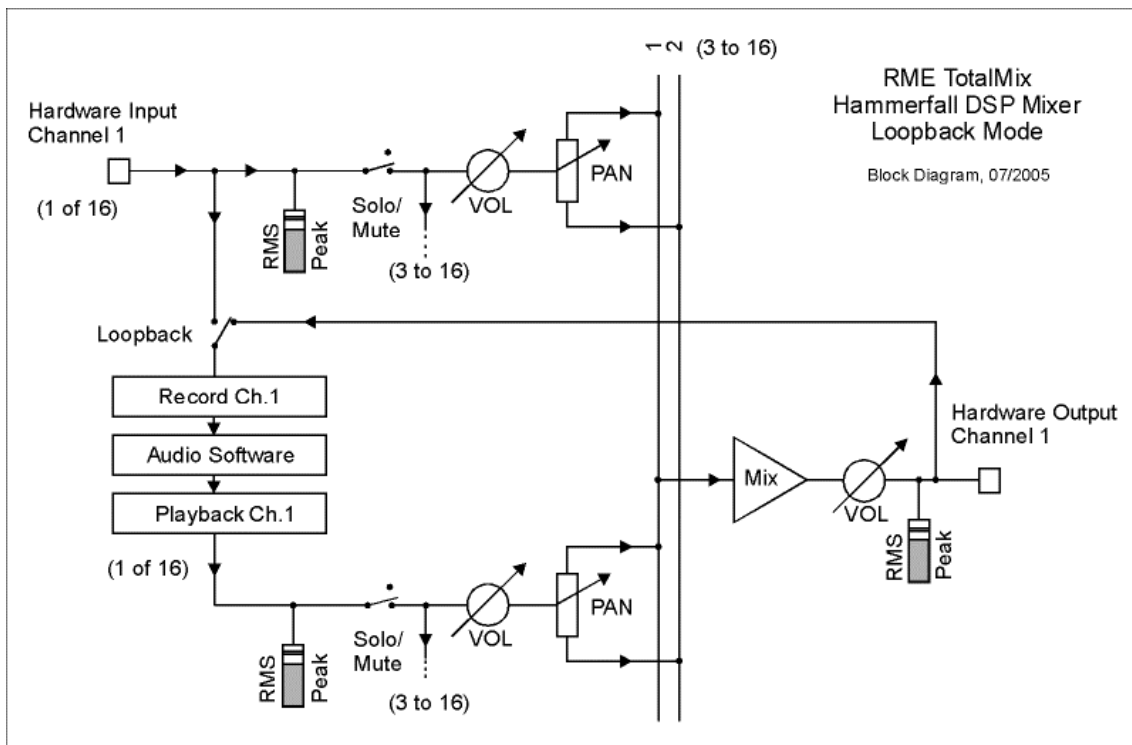 1
2
(3 to 16)
RME TotalMix
Hammerfall DSP Mixer
Loopback Mode
Block Diagram, 07/2005
Hardware Input
Channel 1
(1 of 16)
RMS
Peak
Solo/
Mute
(3 to 16)
VOL
PAN
Loopback
Record Ch.1
Audio Software
Playback Ch.1
(1 of 16)
Hardware Output
Channel 1
Mix
VOL
RMS
Peak
RMS
Peak
Solo/
Mute
(3 to 16)
VOL
PAN